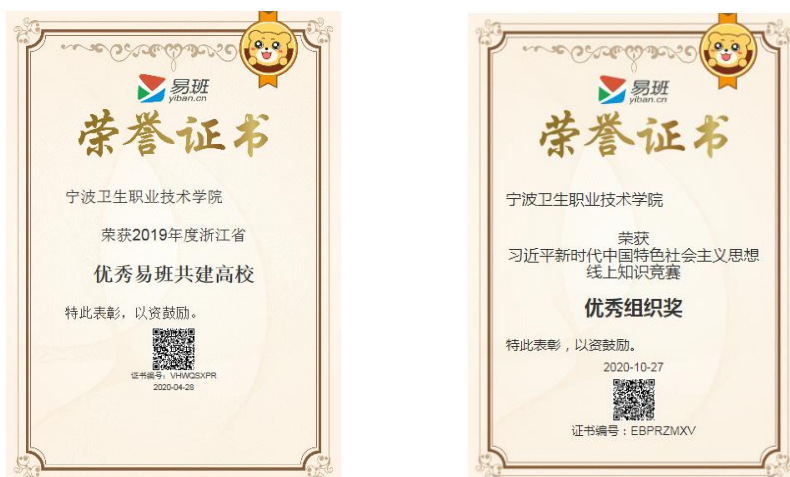 易班
yiban.cn
荣誉证书
宁波卫生职业技术学院
荣获2019年度浙江省
优秀易班共建高校
特此表彰，以资鼓励。
证书编号：VHWQSXPR
2020-04-28
易班
yiban.cn
荣誉证书
宁波卫生职业技术学院
荣获
习近平新时代中国特色社会主义思想
线上知识竞赛
优秀组织奖
特此表彰，以资鼓励。
2020-10-27
证书编号：EBPRZMXV